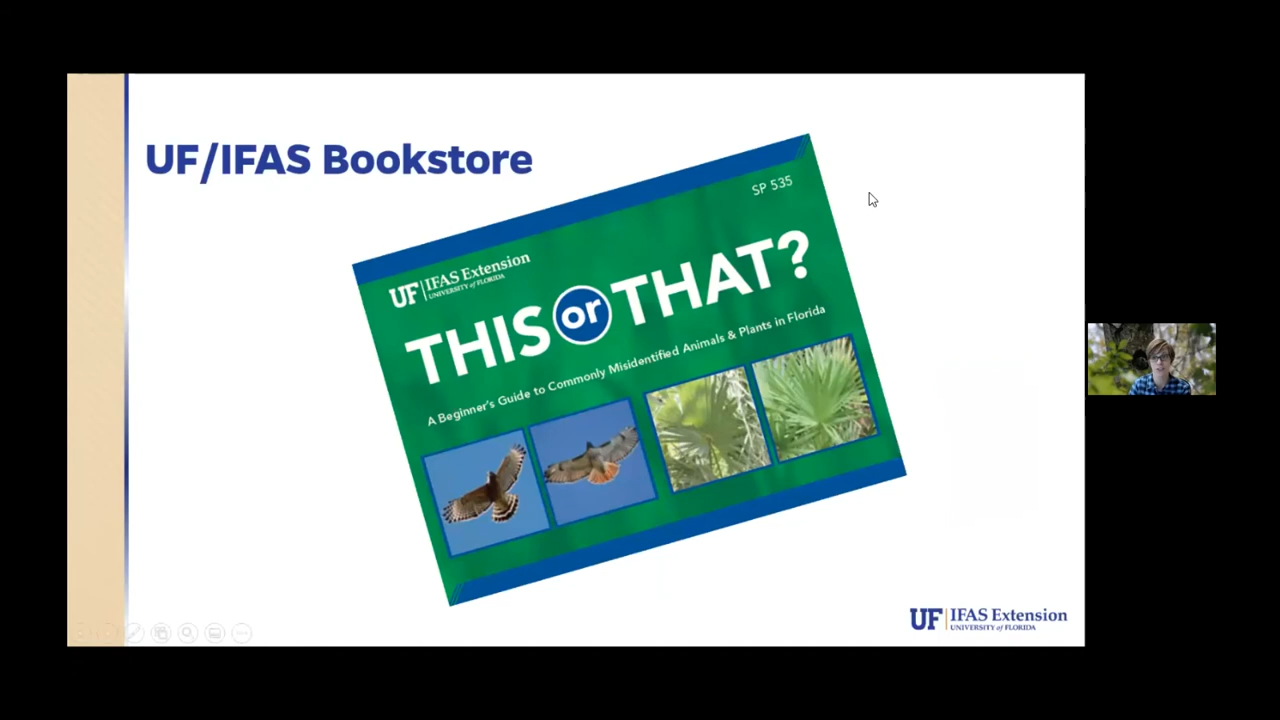 UF/IFAS Bookstore
SP 535
UF IFAS Extension
UNIVERSITY of FLORIDA
THIS or THAT?
A Beginner's Guide to Commonly Misidentified Animals & Plants in Florida
UF IFAS Extension
UNIVERSITY of FLORIDA